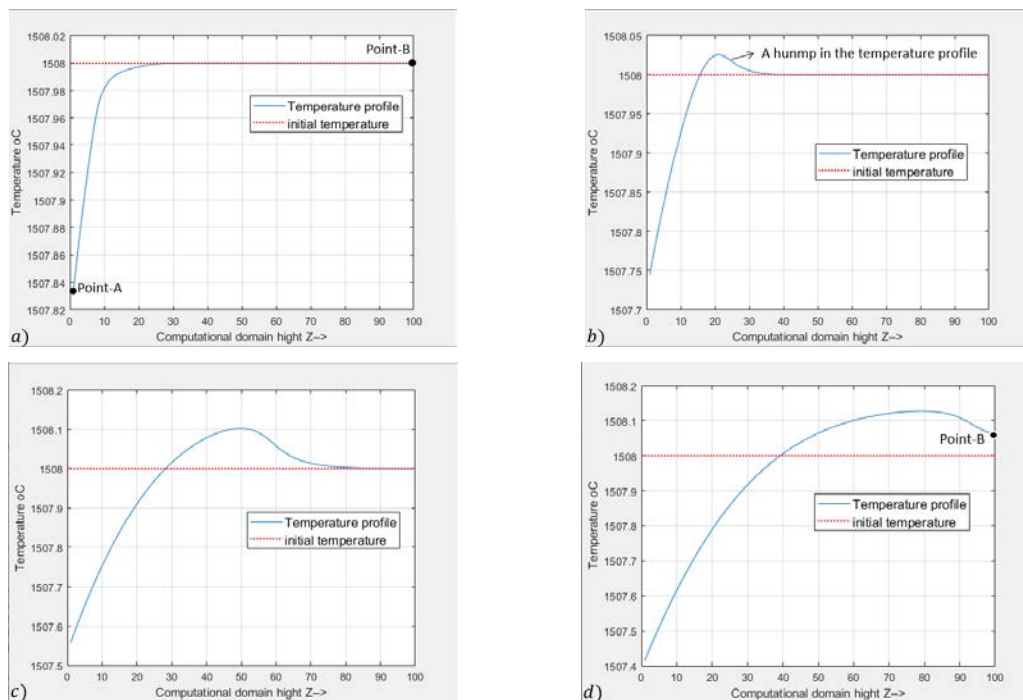 1508.02
1508
1507.98
1507.96
1507.94
1507.92
1507.9
1507.88
1507.86
1507.84
1507.82
Temperature oC
Point-B
Temperature profile
initial temperature
Point-A
0 10 20 30 40 50 60 70 80 90 100
Computational domain hight Z-->
a)
1508.05
1508
1507.95
1507.9
1507.85
1507.8
1507.75
1507.7
Temperature oC
A hunmp in the temperature profile
Temperature profile
initial temperature
0 10 20 30 40 50 60 70 80 90 100
Computational domain hight Z-->
b)
1508.2
1508.1
1508
1507.9
1507.8
1507.7
1507.6
1507.5
Temperature oC
Temperature profile
initial temperature
0 10 20 30 40 50 60 70 80 90 100
Computational domain hight Z-->
c)
1508.2
1508.1
1508
1507.9
1507.8
1507.7
1507.6
1507.5
1507.4
Temperature oC
Point-B
Temperature profile
initial temperature
0 10 20 30 40 50 60 70 80 90 100
Computational domain hight Z-->
d)